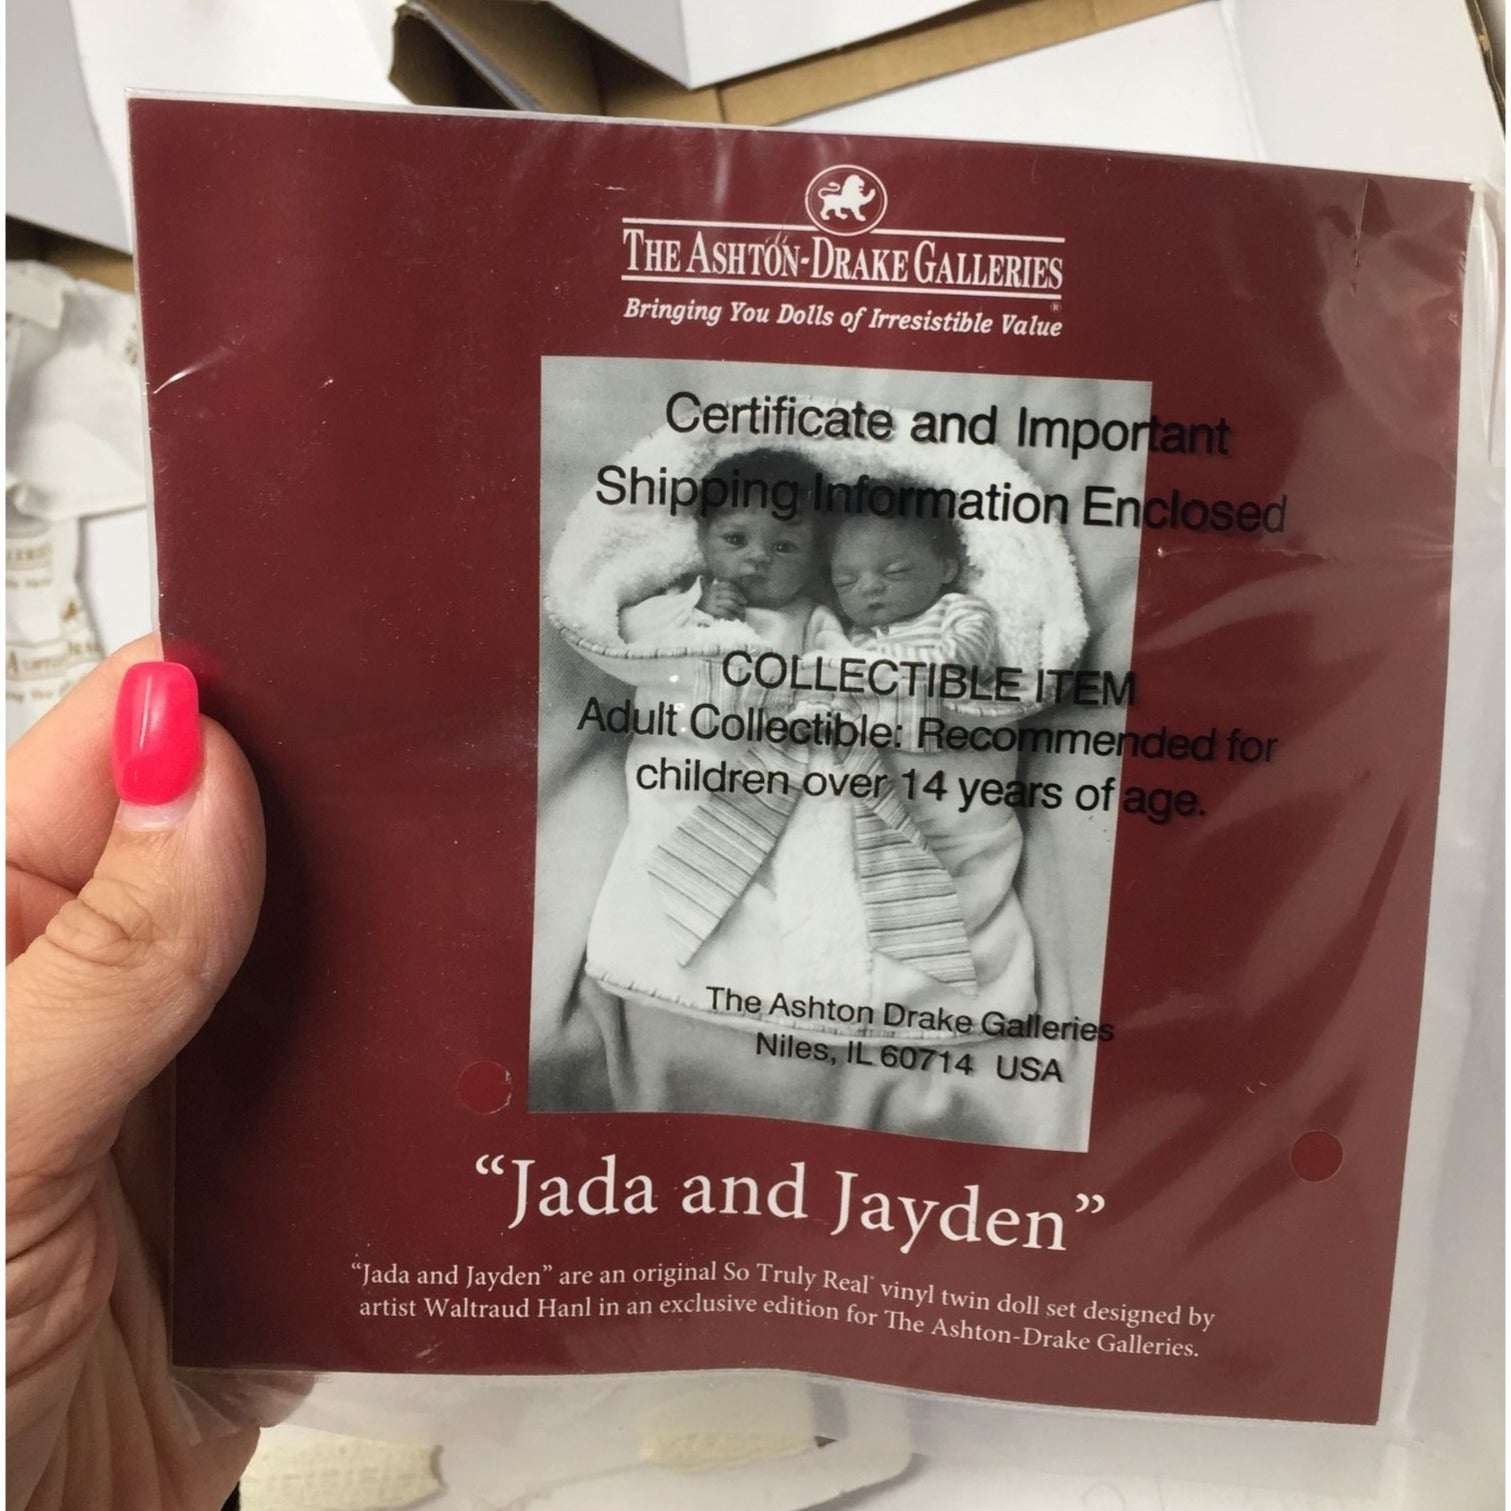 THE ASHTON-DRAKE GALLERIES
®
Bringing You Dolls of Irresistible Value
Certificate and Important
Shipping Information Enclosed
COLLECTIBLE ITEM
Adult Collectible: Recommended for
children over 14 years of age.
The Ashton Drake Galleries
Niles, IL 60714 USA
“Jada and Jayden”
“Jada and Jayden” are an original So Truly Real® vinyl twin doll set designed by
artist Waltraud Hanl in an exclusive edition for The Ashton-Drake Galleries.